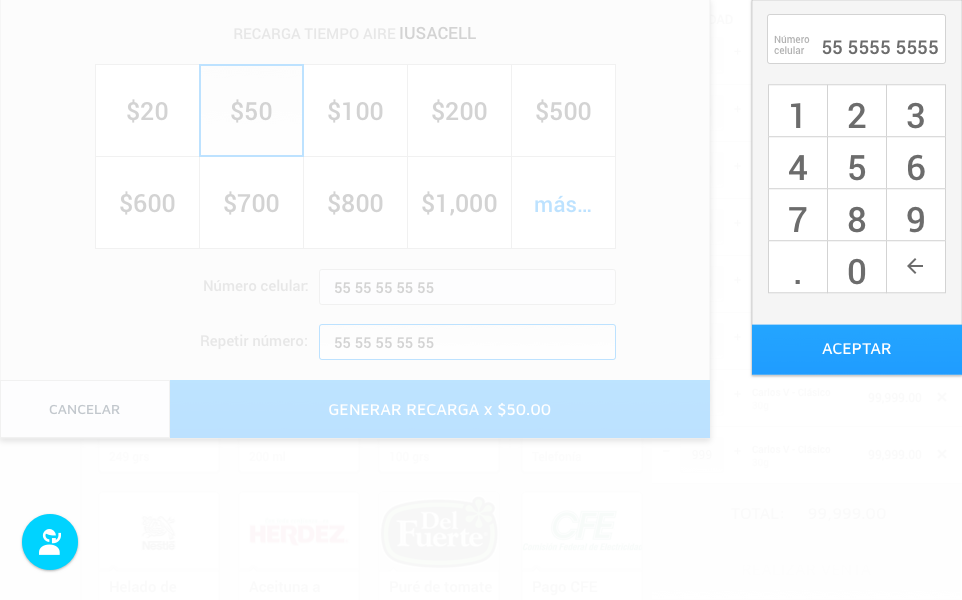 RECARGA TIEMPO AIRE IUSACELL
$20 $50 $100 $200 $500
$600 $700 $800 $1,000 más...
Número celular: 55 55 55 55 55
Repetir número: 55 55 55 55 55
CANCELAR
GENERAR RECARGA x $50.00
Número
celular
55 5555 5555
1 2 3
4 5 6
7 8 9
. 0
ACEPTAR
TOTAL
HERDEZ
Del
Fuerte
CFE
Helado de
Aceituna e
Pure de tomate
Pago CFE